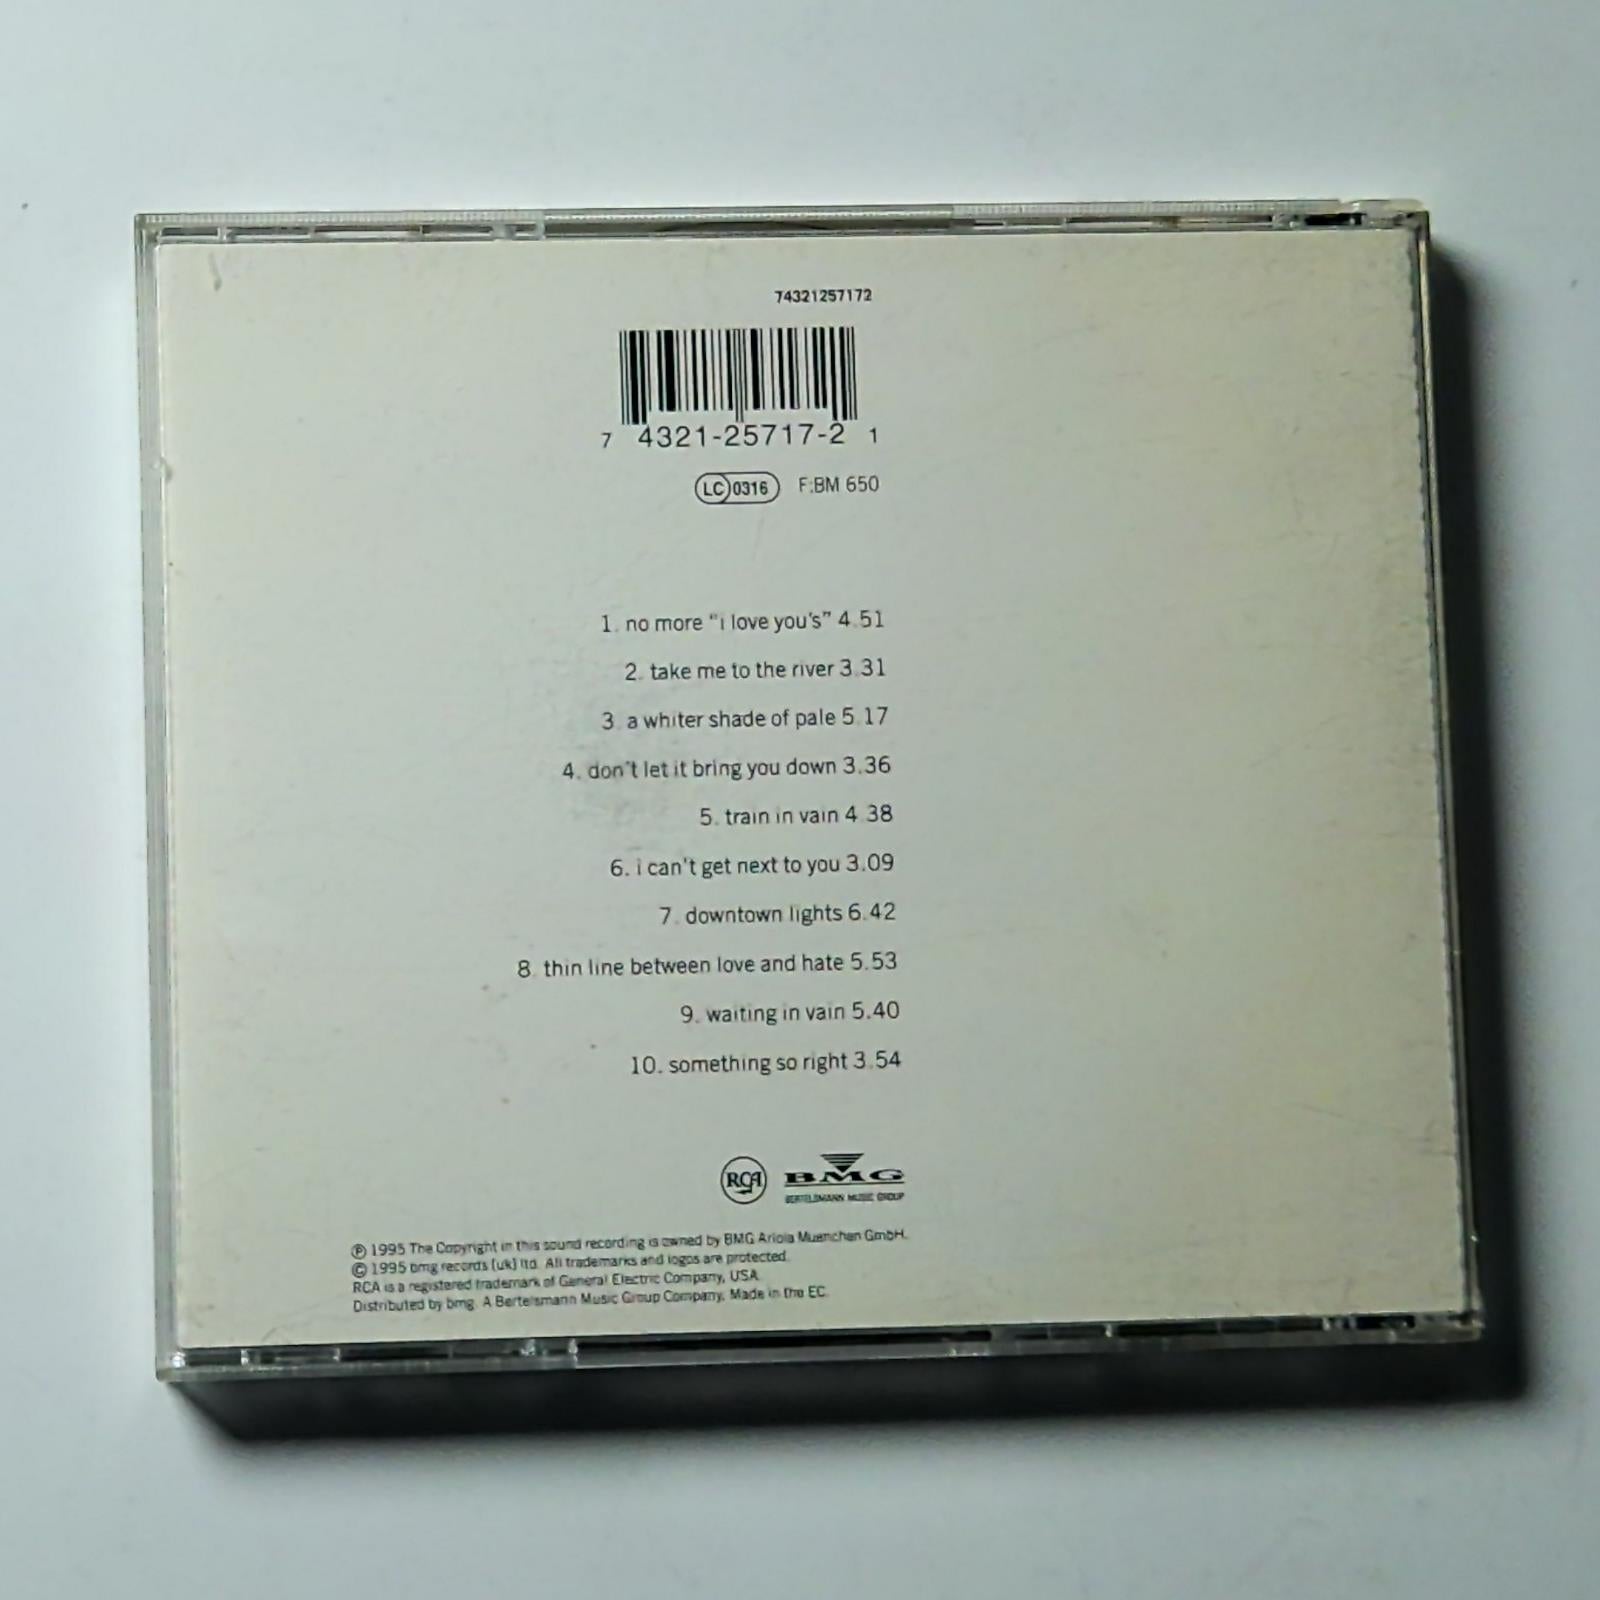 74321257172
7 4321-25717-2 1
LC 0316 F:BM 650
1. no more “i love you's” 4.51
2. take me to the river 3.31
3. a whiter shade of pale 5.17
4. don't let it bring you down 3.36
5. train in vain 4.38
6. i can't get next to you 3.09
7. downtown lights 6.42
8. thin line between love and hate 5.53
9. waiting in vain 5.40
10. something so right 3.54
RCA BMG
BERTELSMANN MUSIC GROUP
℗ 1995 The Copyright in this sound recording is owned by BMG Ariola Muenchen GmbH.
© 1995 bmg records (uk) ltd. All trademarks and logos are protected.
RCA is a registered trademark of General Electric Company, USA
Distributed by bmg. A Bertelsmann Music Group Company. Made in the EC.